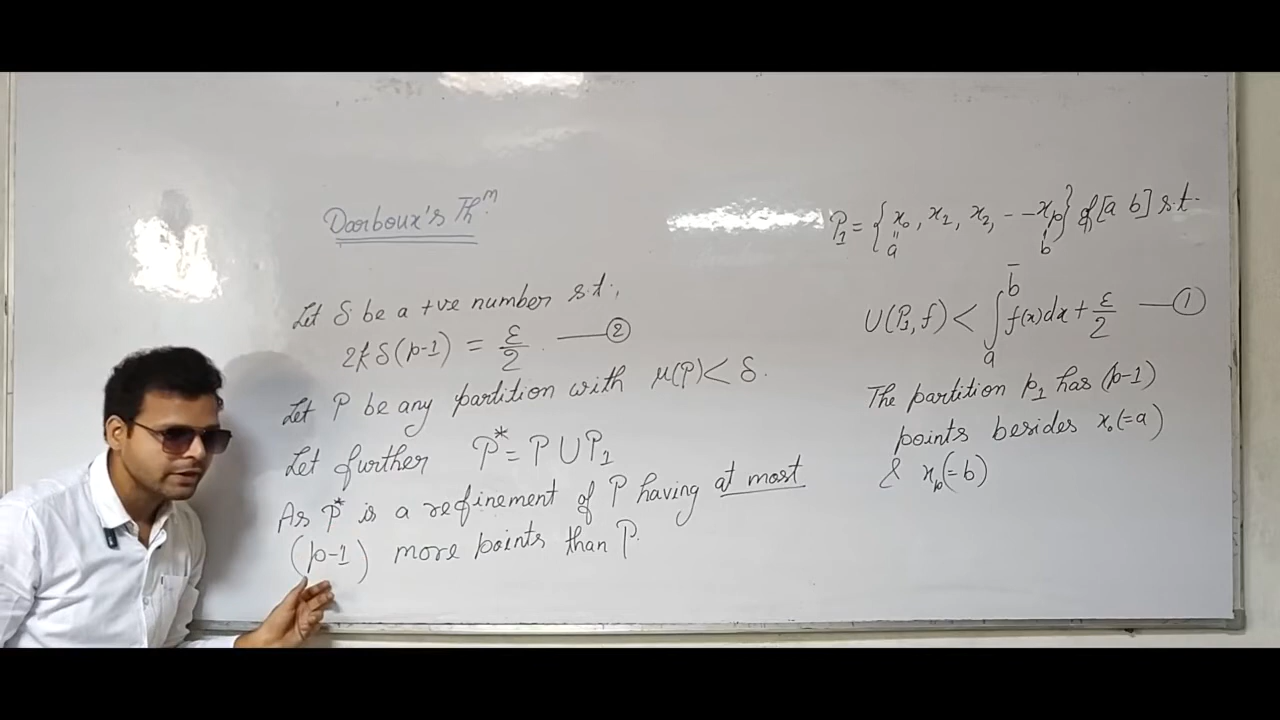 Darboux's Thᵐ.
Let δ be a +ve number s.t.,
2kδ(p-1) = ε/2. —②
Let P be any partition with μ(P) < δ.
Let further P* = P ∪ P₁
As P* is a refinement of P having at most
(p-1) more points than P.
P₁ = {x₀, x₁, x₂, - - xₚ} of [a b] s.t.
a b
U(P₁, f) < ∫ₐ^b̄ f(x)dx + ε/2 —①
The partition p₁ has (p-1)
points besides x₀(=a)
& xₚ(=b)